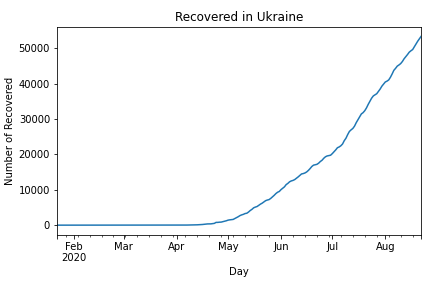 Recovered in Ukraine
Number of Recovered
50000
40000
30000
20000
10000
0
Feb Mar Apr May Jun Jul Aug
2020
Day